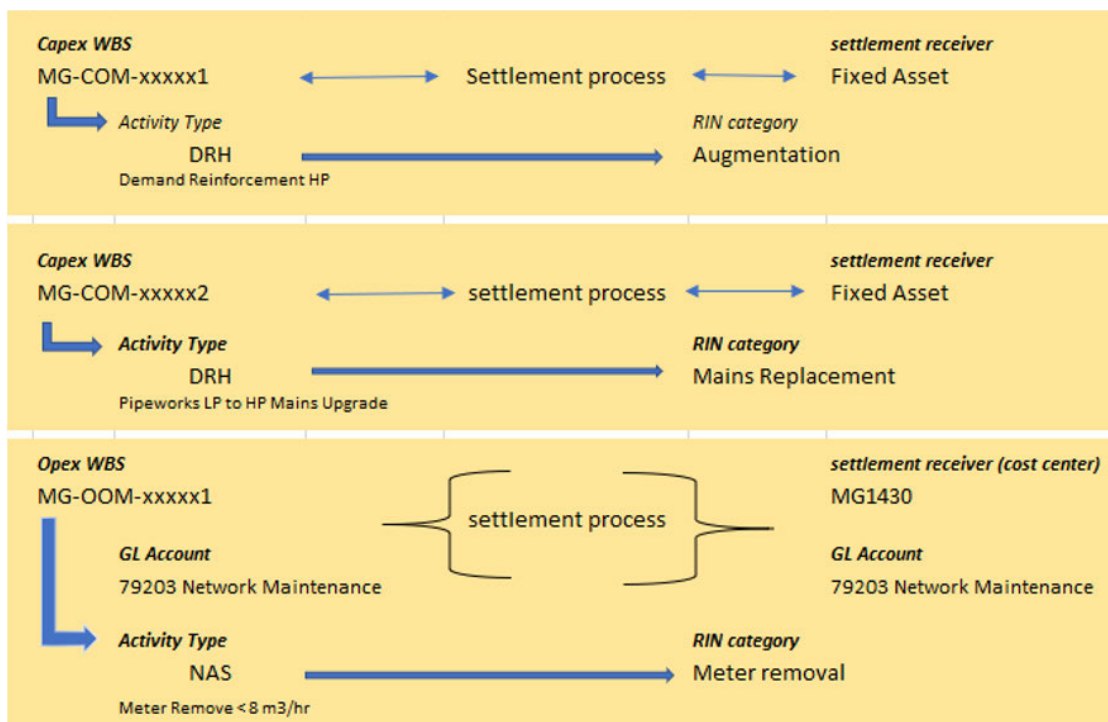 Capex WBS
settlement receiver
MG-COM-xxxxx1
Settlement process
Fixed Asset
Activity Type
RIN category
DRH
Augmentation
Demand Reinforcement HP
Capex WBS
settlement receiver
MG-COM-xxxxx2
settlement process
Fixed Asset
Activity Type
RIN category
DRH
Mains Replacement
Pipeworks LP to HP Mains Upgrade
Opex WBS
settlement receiver (cost center)
MG-OOM-xxxxx1
settlement process
MG1430
GL Account
GL Account
79203 Network Maintenance
79203 Network Maintenance
Activity Type
RIN category
NAS
Meter removal
Meter Remove <8 m3/hr